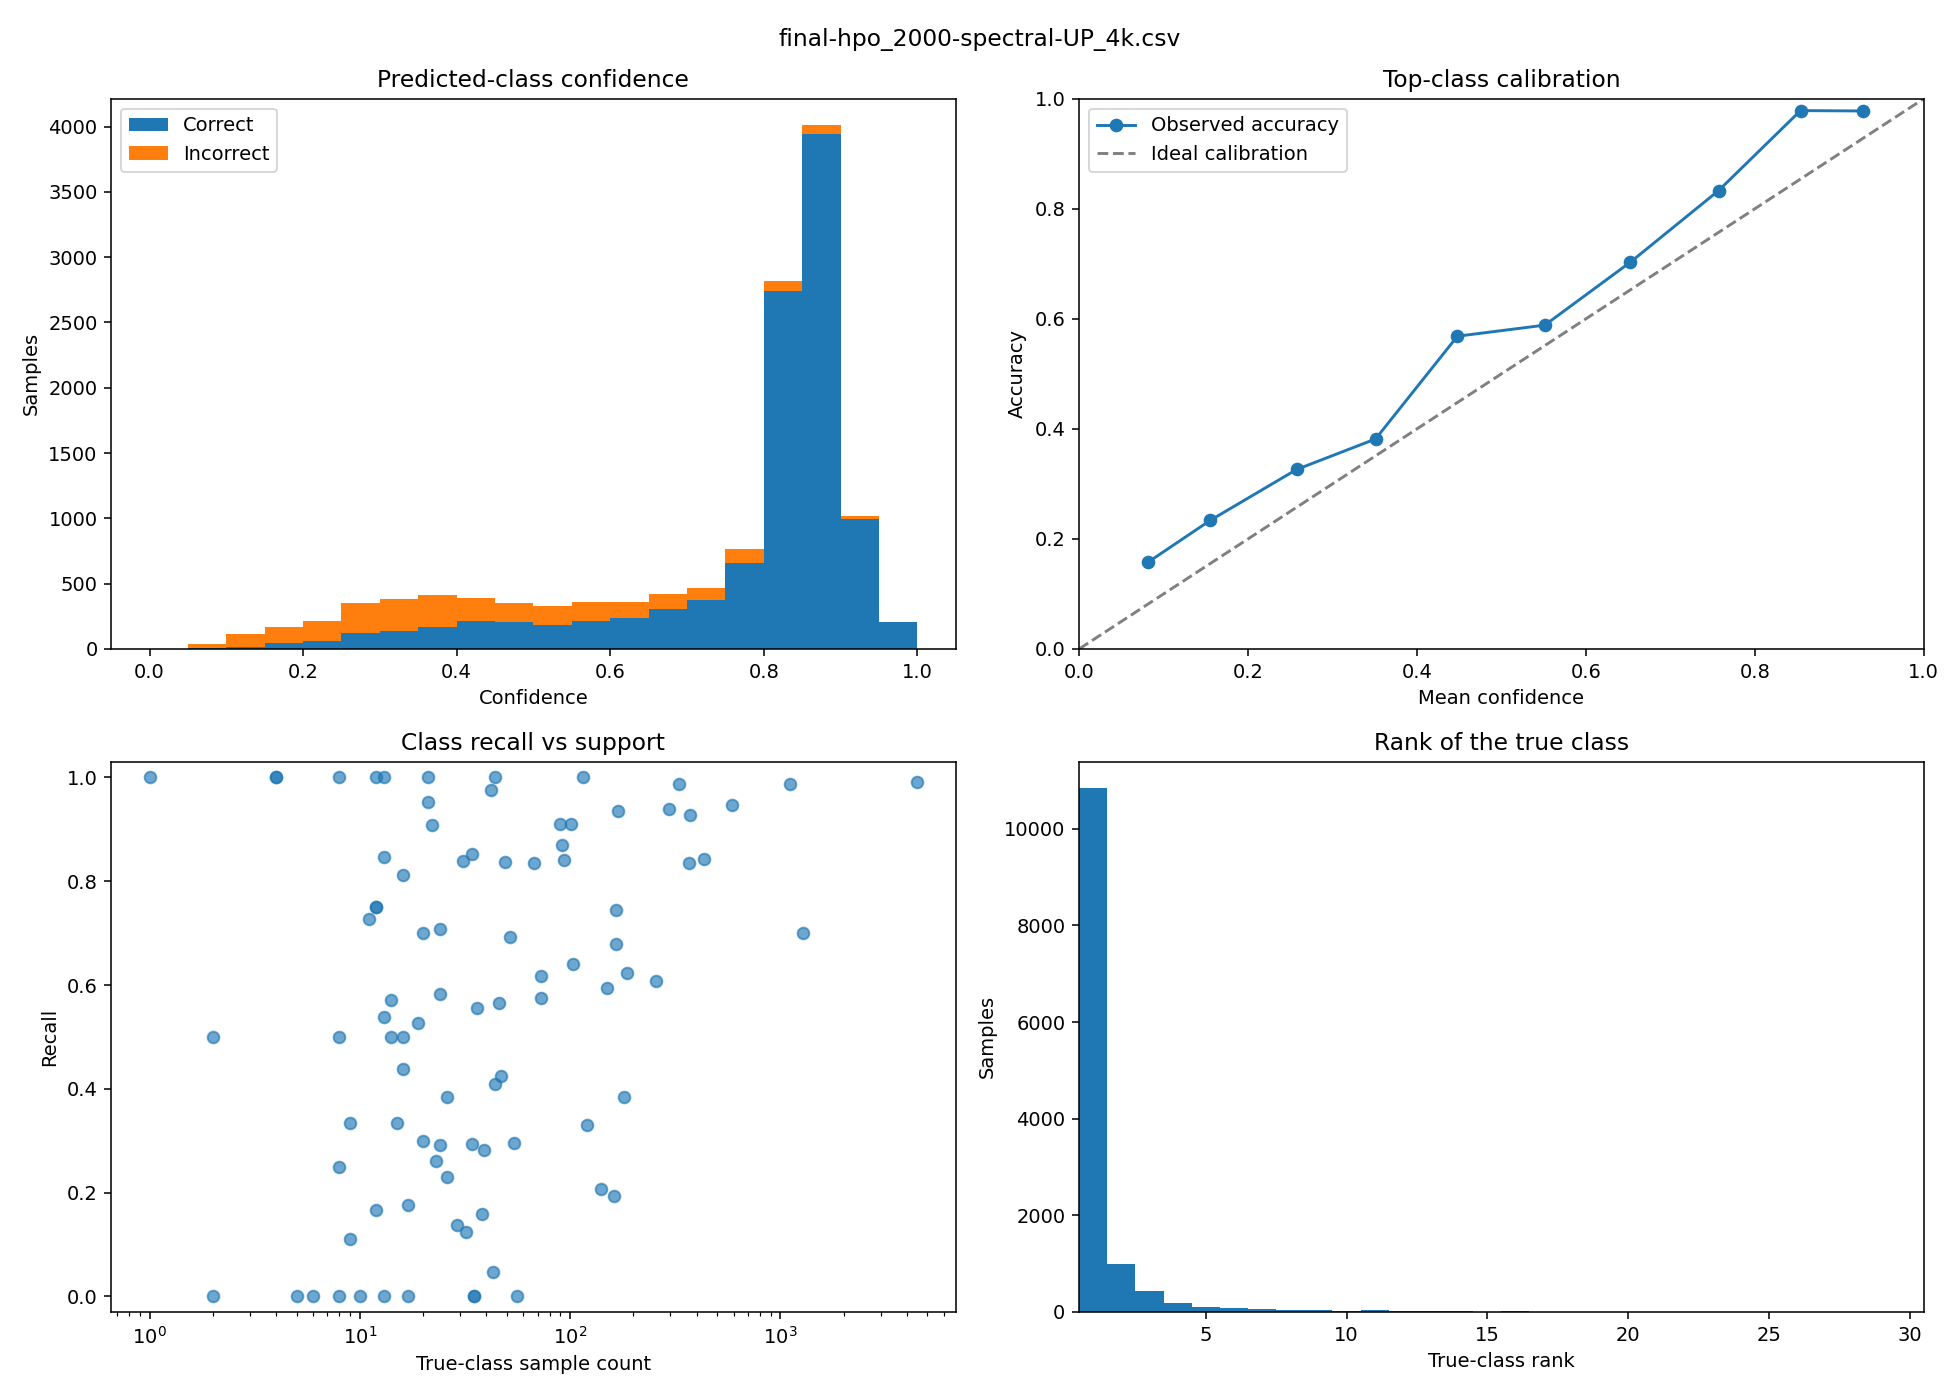 final-hpo_2000-spectral-UP_4k.csv
Predicted-class confidence
Correct
Incorrect
Samples
4000
3500
3000
2500
2000
1500
1000
500
0
0.0 0.2 0.4 0.6 0.8 1.0
Confidence
Top-class calibration
Observed accuracy
Ideal calibration
Accuracy
1.0
0.8
0.6
0.4
0.2
0.0
0.0 0.2 0.4 0.6 0.8 1.0
Mean confidence
Class recall vs support
Recall
1.0
0.8
0.6
0.4
0.2
0.0
10⁰ 10¹ 10² 10³
True-class sample count
Rank of the true class
Samples
10000
8000
6000
4000
2000
0
5 10 15 20 25 30
True-class rank